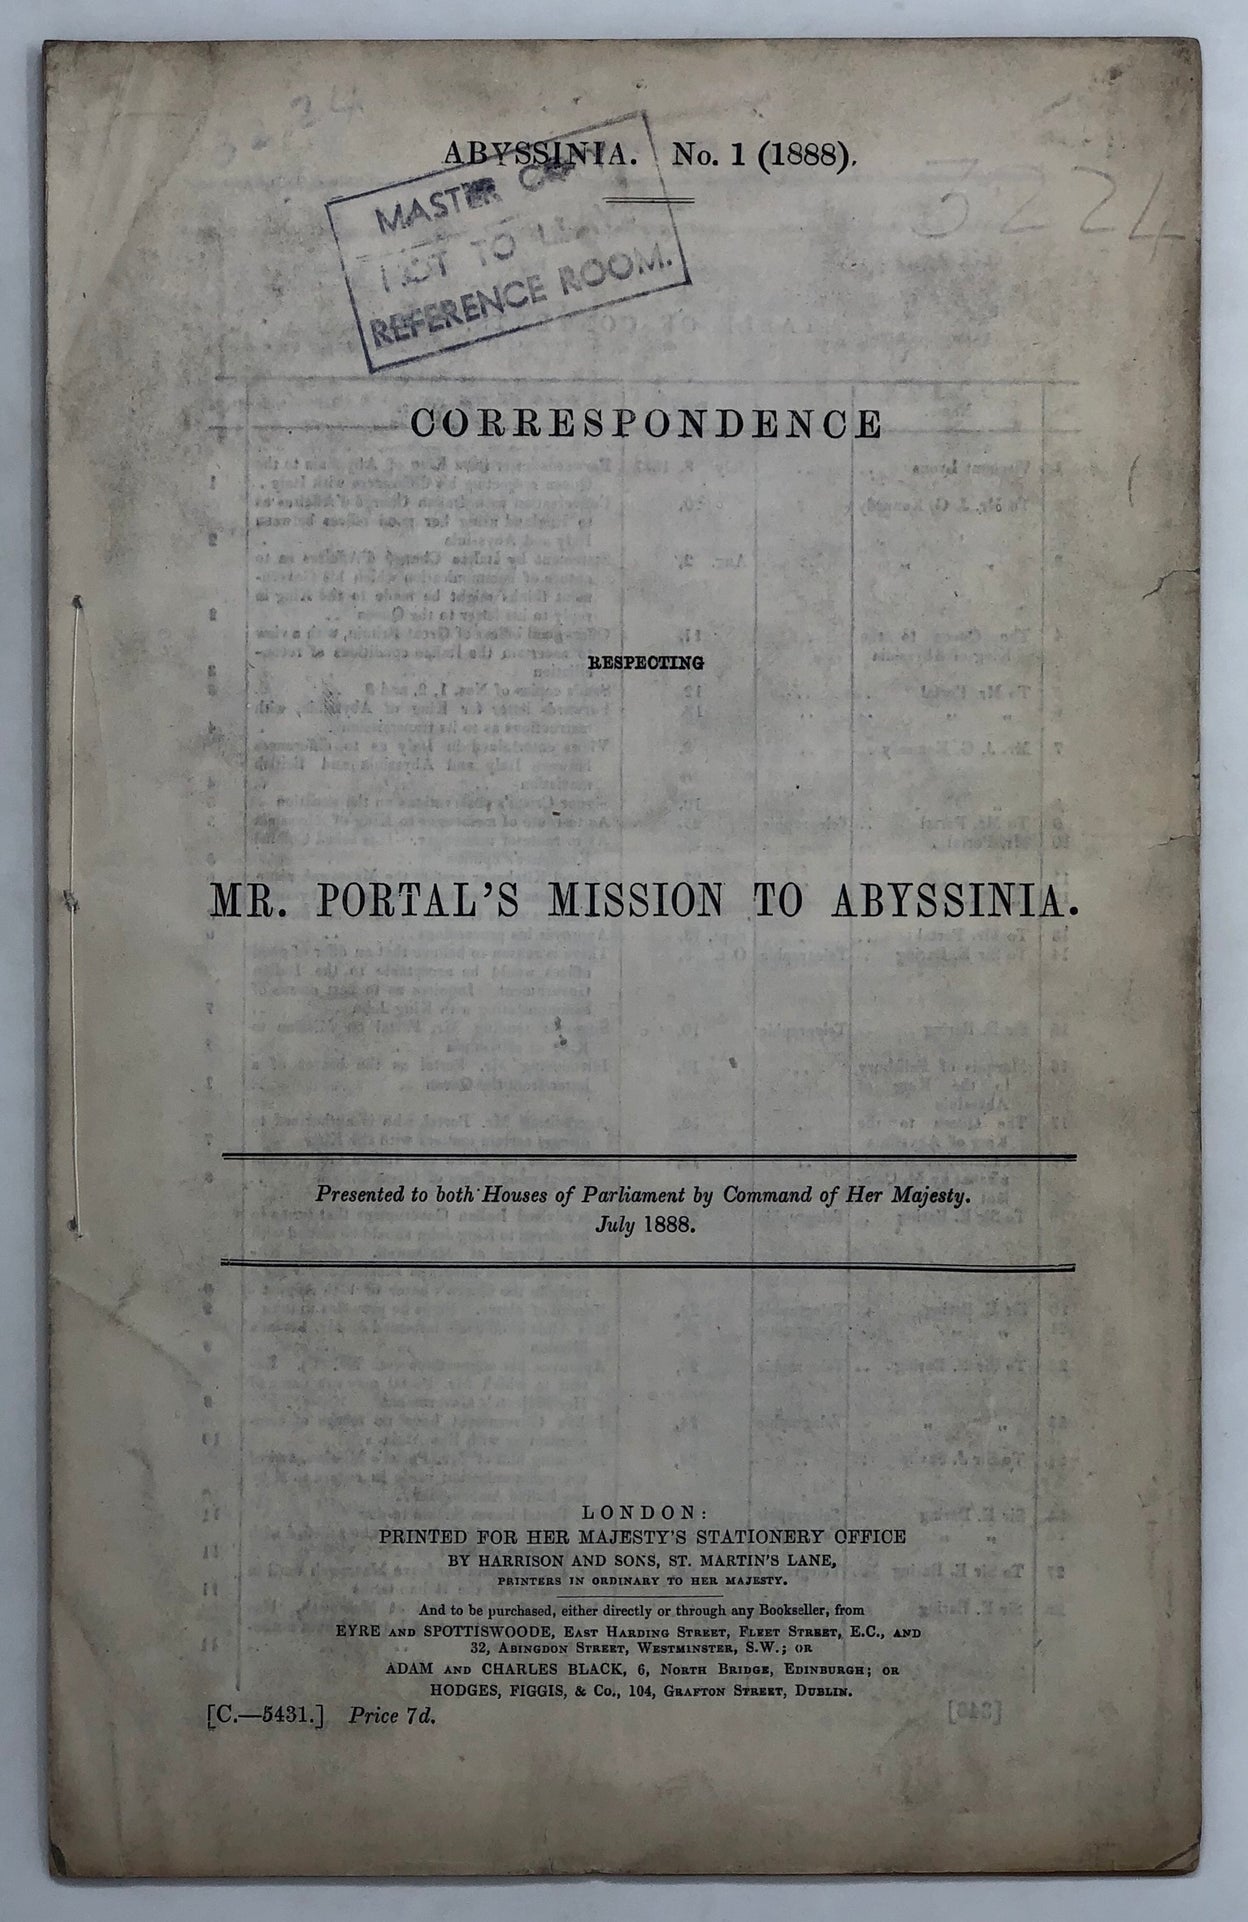 ABYSSINIA. No. 1 (1888).
MASTER COPY
NOT TO
REFERENCE ROOM.
3224
CORRESPONDENCE
RESPECTING
MR. PORTAL'S MISSION TO ABYSSINIA.
Presented to both Houses of Parliament by Command of Her Majesty.
July 1888.
LONDON:
PRINTED FOR HER MAJESTY'S STATIONERY OFFICE
BY HARRISON AND SONS, ST. MARTIN'S LANE,
PRINTERS IN ORDINARY TO HER MAJESTY.
And to be purchased, either directly or through any Bookseller, from
EYRE AND SPOTTISWOODE, EAST HARDING STREET, FLEET STREET, E.C., AND
32, ABINGDON STREET, WESTMINSTER, S.W.; OR
ADAM AND CHARLES BLACK, 6, NORTH BRIDGE, EDINBURGH; OR
HODGES, FIGGIS, & Co., 104, GRAFTON STREET, DUBLIN.
[C.—5431.] Price 7d.